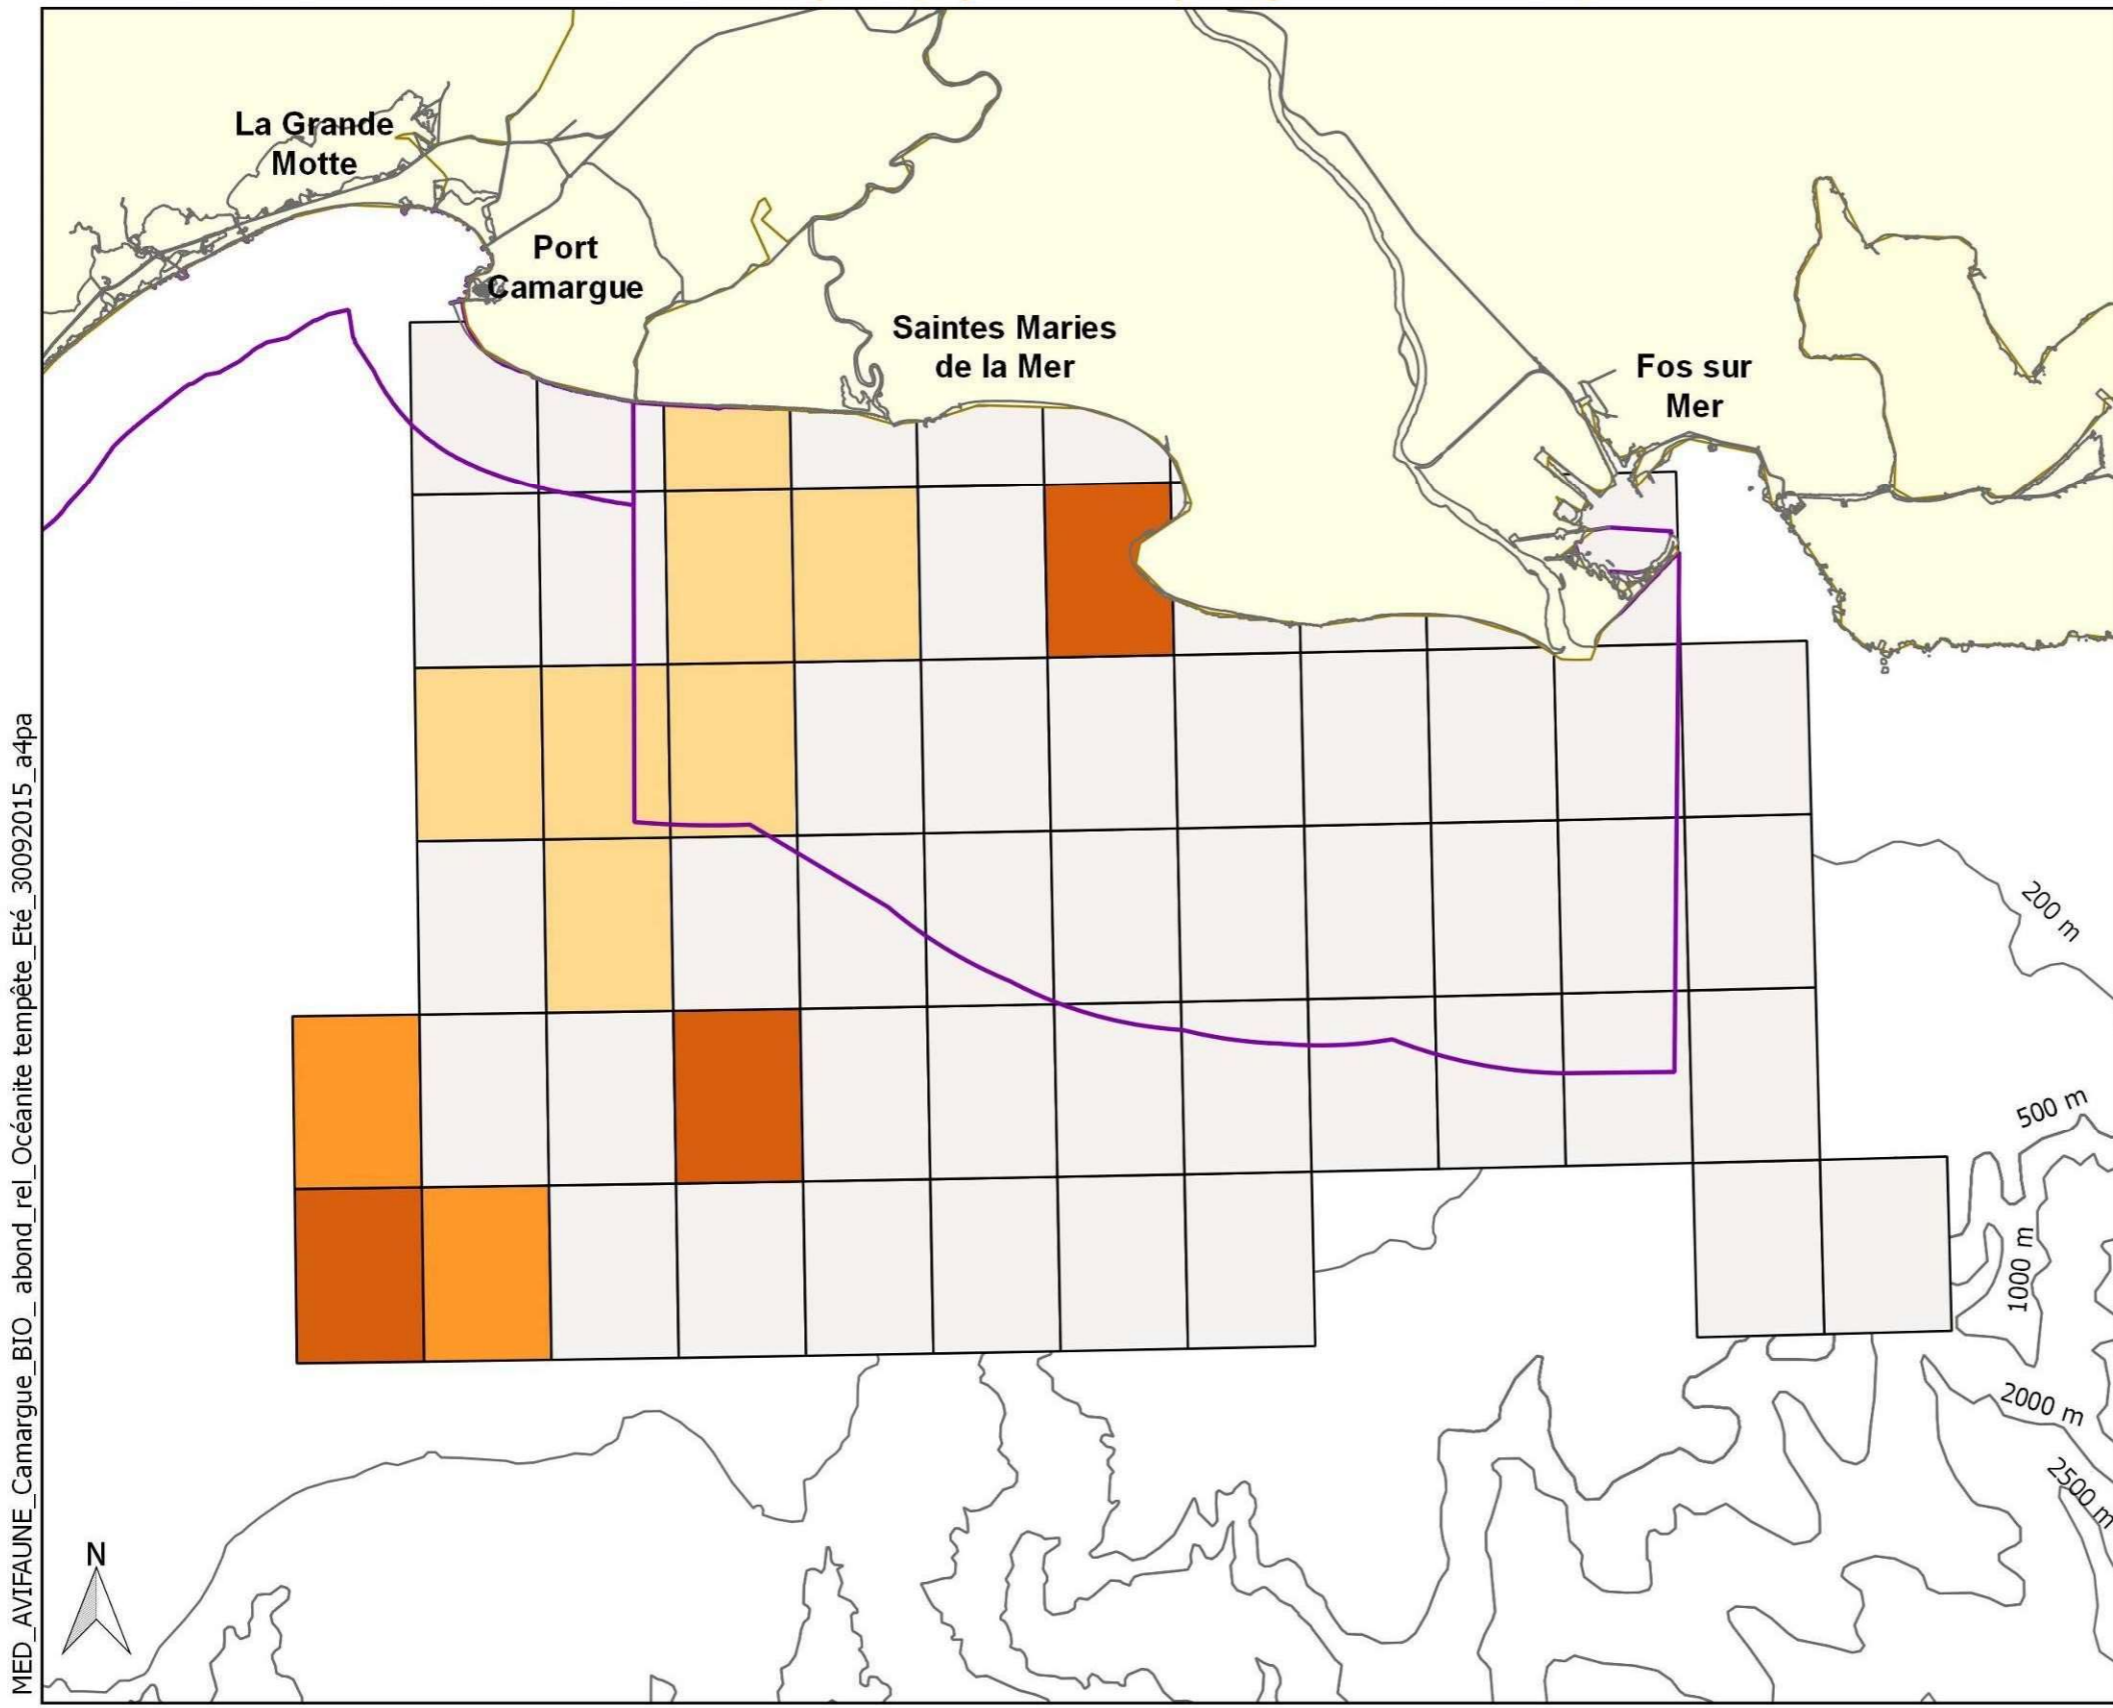 La Grande
Motte
Port
Camargue
Saintes Maries
de la Mer
Fos sur
Mer
200 m
500 m
1000 m
2000 m
2500 m
N
MED_AVIFAUNE_Camargue_BIO_ abond_rel_Océanite tempête_Eté_30092015_a4pa